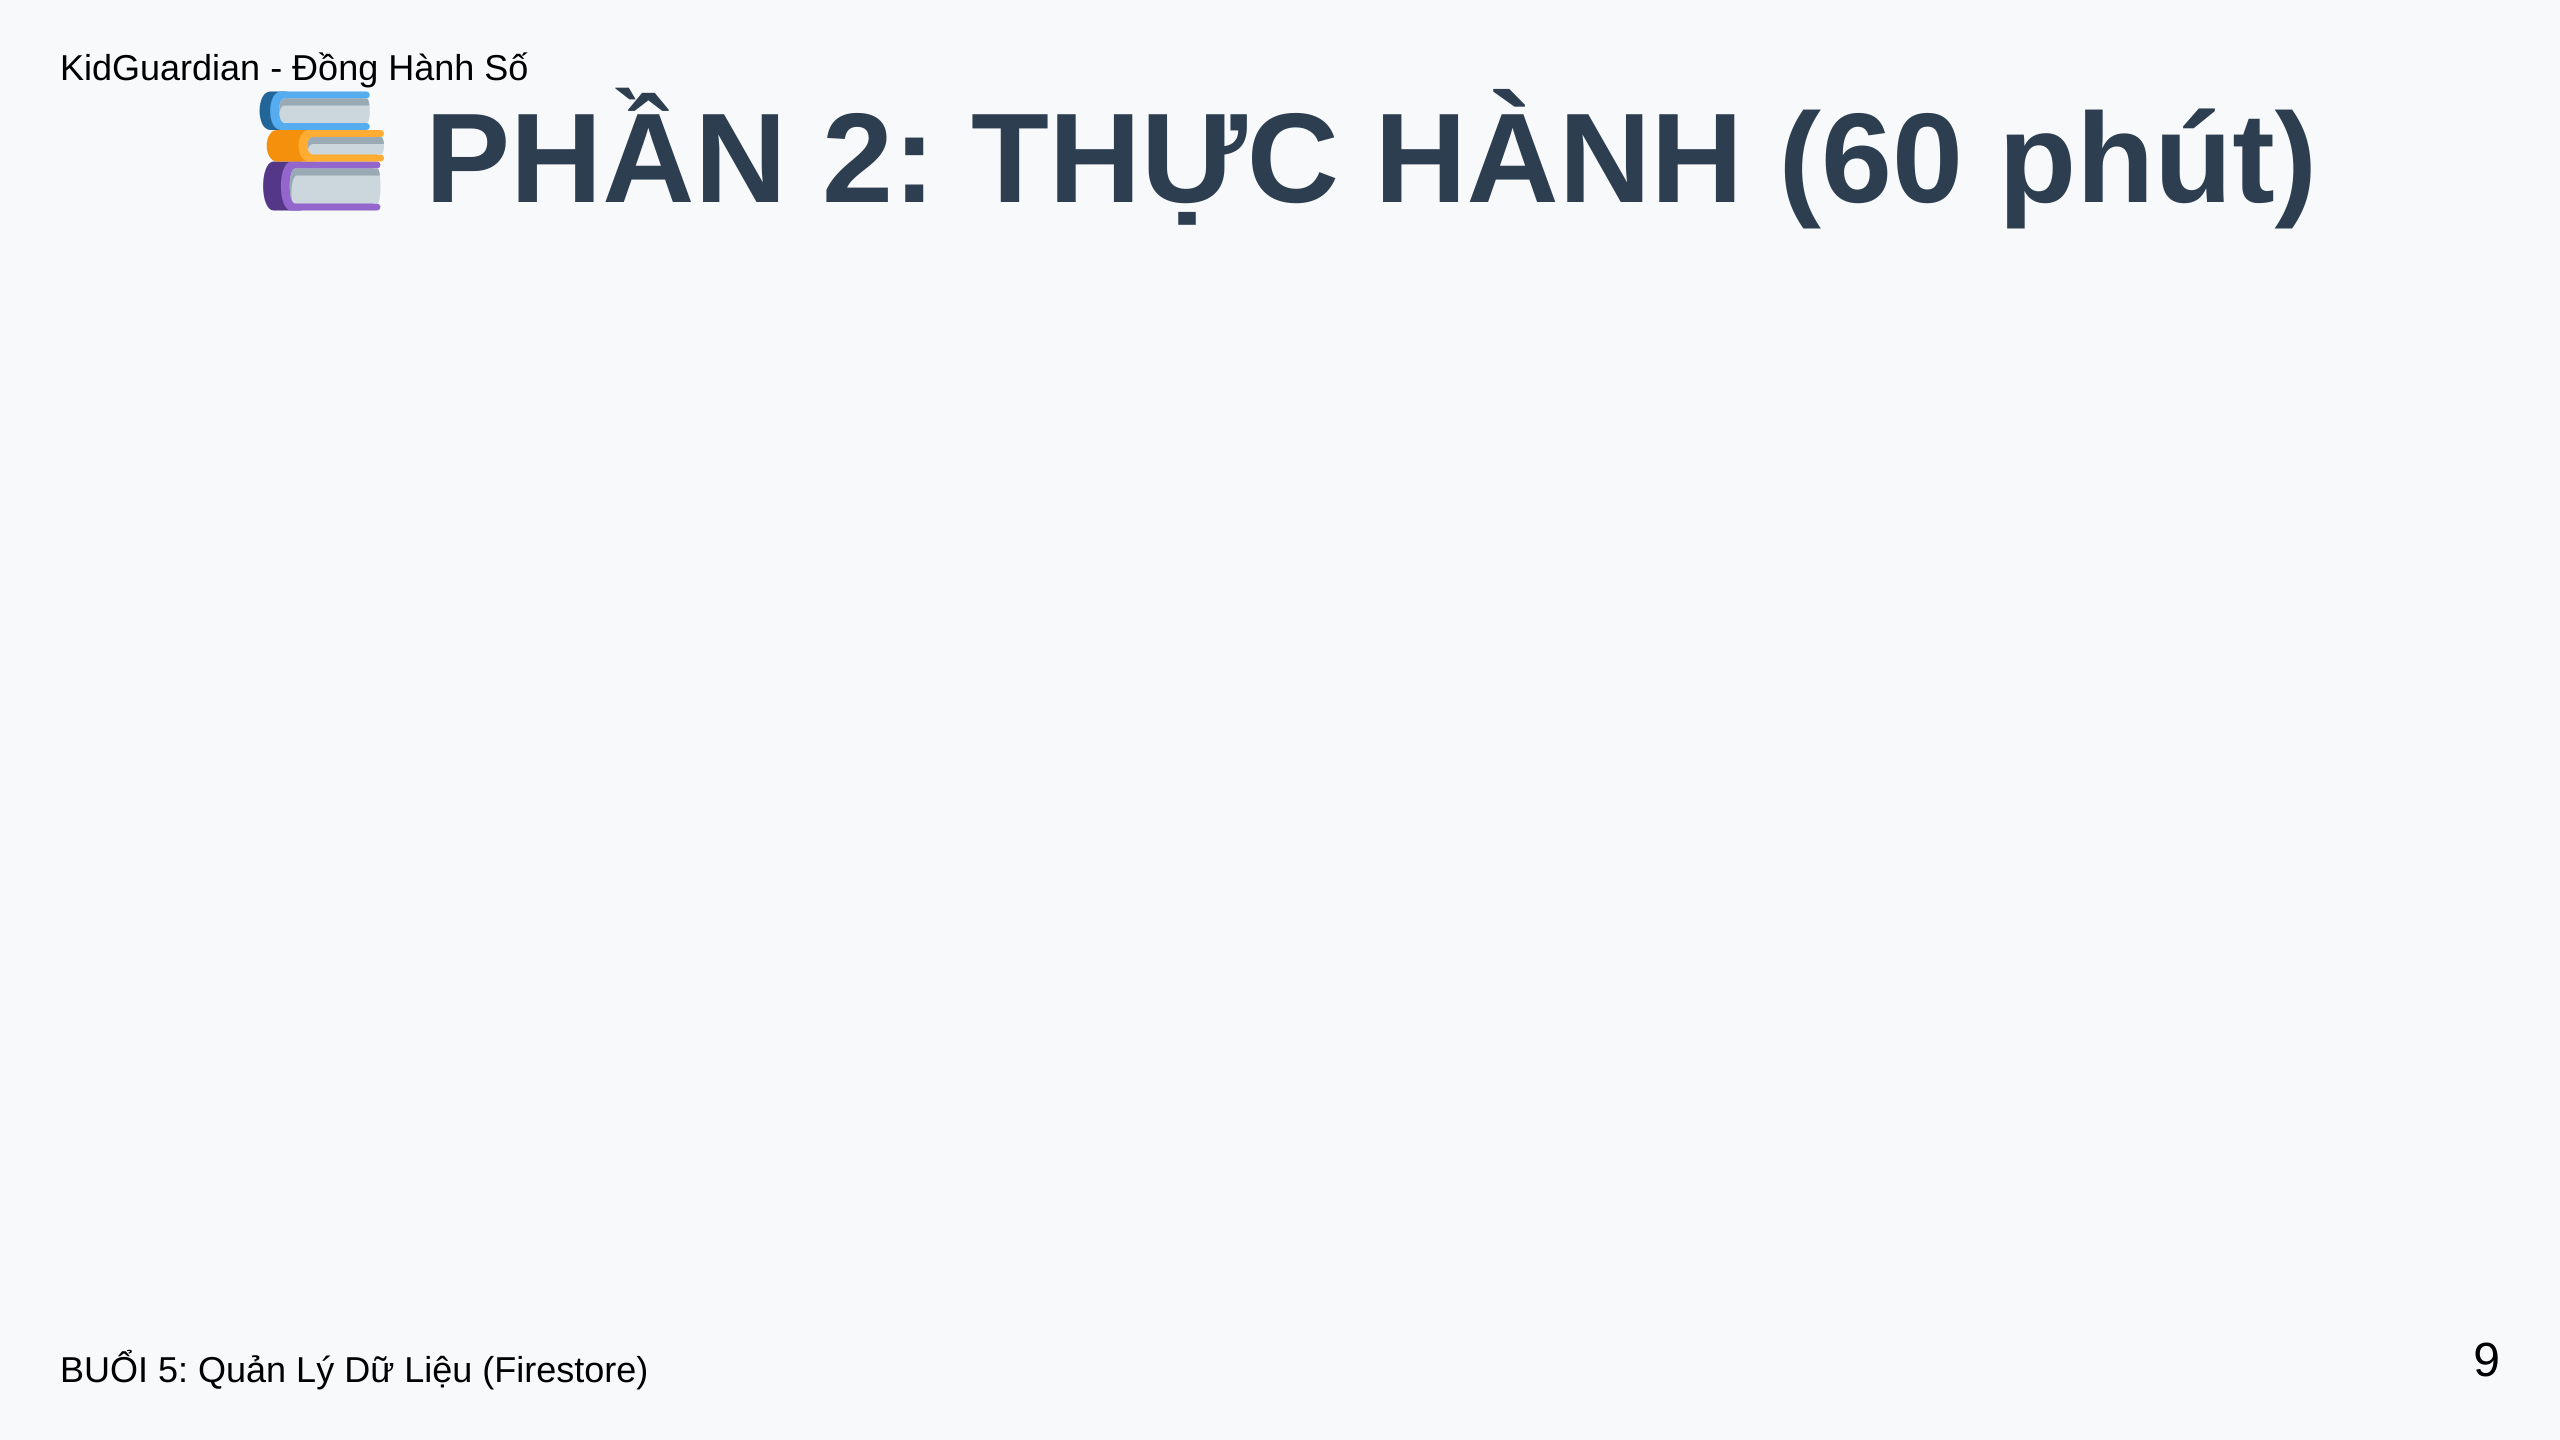 KidGuardian - Đồng Hành Số
PHẦN 2: THỰC HÀNH (60 phút)
BUỔI 5: Quản Lý Dữ Liệu (Firestore)
9